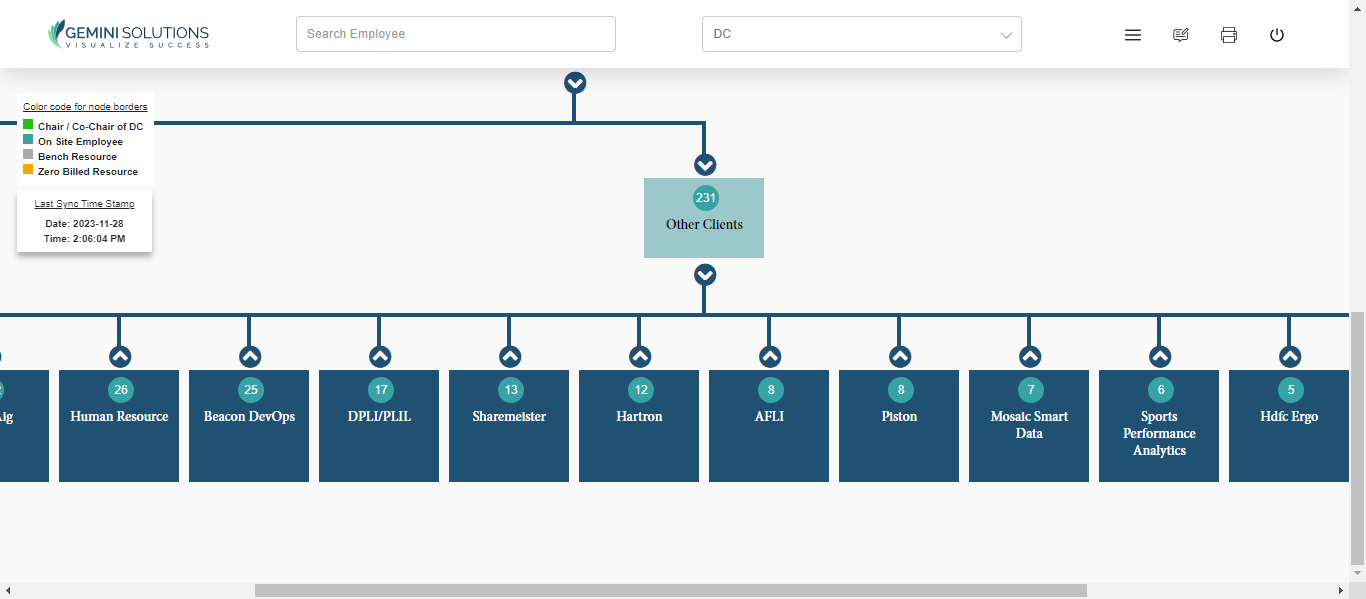 GEMINI SOLUTIONS
VISUALIZE SUCCESS
Search Employee
DC
Color code for node borders
Chair / Co-Chair of DC
On Site Employee
Bench Resource
Zero Billed Resource
Last Sync Time Stamp
Date: 2023-11-28
Time: 2:06:04 PM
231
Other Clients
26
Human Resource
25
Beacon DevOps
17
DPLI/PLIL
13
Sharemeister
12
Hartron
8
AFLI
8
Piston
7
Mosaic Smart
Data
6
Sports
Performance
Analytics
5
Hdfc Ergo